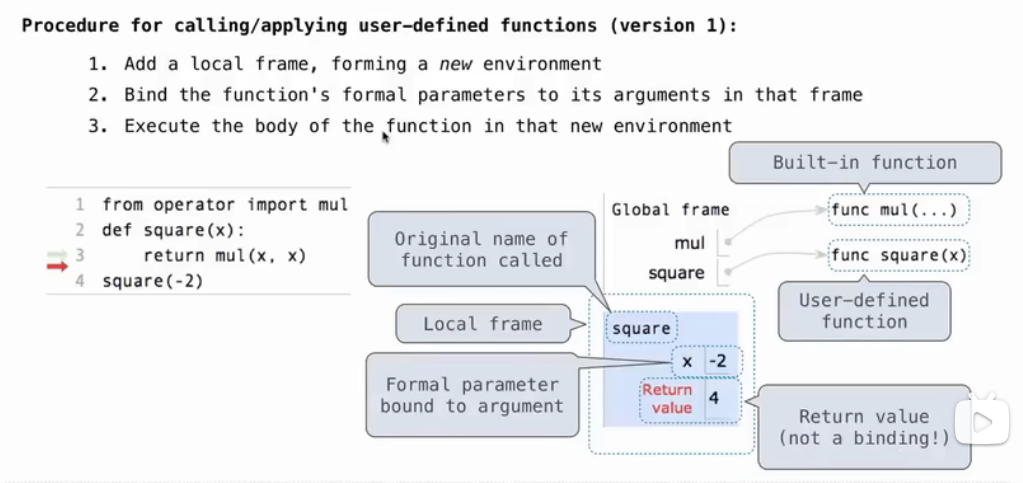 Procedure for calling/applying user-defined functions (version 1):
1. Add a local frame, forming a new environment
2. Bind the function's formal parameters to its arguments in that frame
3. Execute the body of the function in that new environment
1 from operator import mul
2 def square(x):
3     return mul(x, x)
4 square(-2)
Built-in function
Global frame
func mul(...)
mul
func square(x)
square
User-defined
function
Original name of
function called
Local frame
square
Formal parameter
bound to argument
x -2
Return
value
4
Return value
(not a binding!)